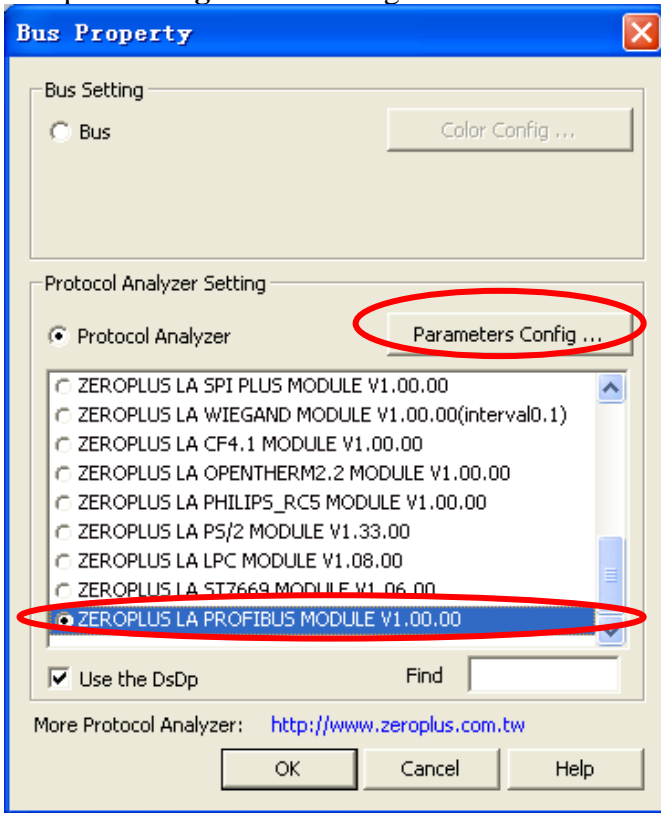 Bus Property
Bus Setting
Bus
Color Config ...
Protocol Analyzer Setting
Protocol Analyzer
Parameters Config ...
ZEROPLUS LA SPI PLUS MODULE V1.00.00
ZEROPLUS LA WIEGAND MODULE V1.00.00(interval0.1)
ZEROPLUS LA CF4.1 MODULE V1.00.00
ZEROPLUS LA OPENTHERM2.2 MODULE V1.00.00
ZEROPLUS LA PHILIPS_RC5 MODULE V1.00.00
ZEROPLUS LA PS/2 MODULE V1.33.00
ZEROPLUS LA LPC MODULE V1.08.00
ZEROPLUS LA ST7669 MODULE V1.06.00
ZEROPLUS LA PROFIBUS MODULE V1.00.00
Use the DsDp
Find
More Protocol Analyzer: http://www.zeroplus.com.tw
OK
Cancel
Help